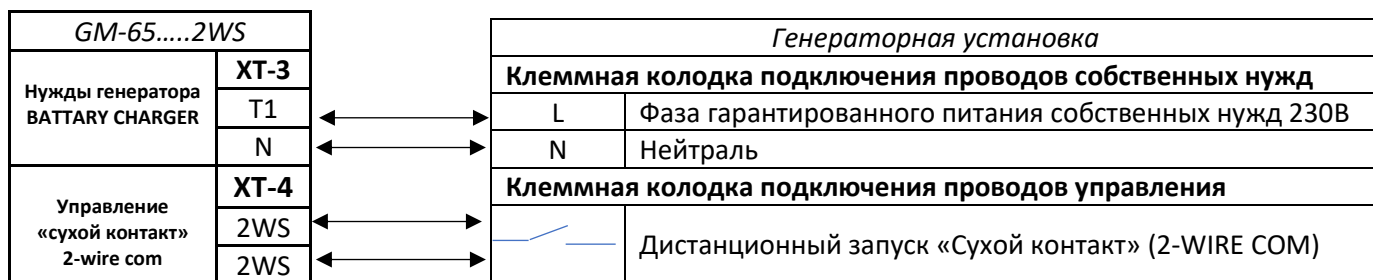 GM-65…..2WS
Нужды генератора
BATTARY CHARGER
XT-3
T1
N
Управление
«сухой контакт»
2-wire com
XT-4
2WS
2WS
Генераторная установка
Клеммная колодка подключения проводов собственных нужд
L Фаза гарантированного питания собственных нужд 230В
N Нейтраль
Клеммная колодка подключения проводов управления
Дистанционный запуск «Сухой контакт» (2-WIRE COM)